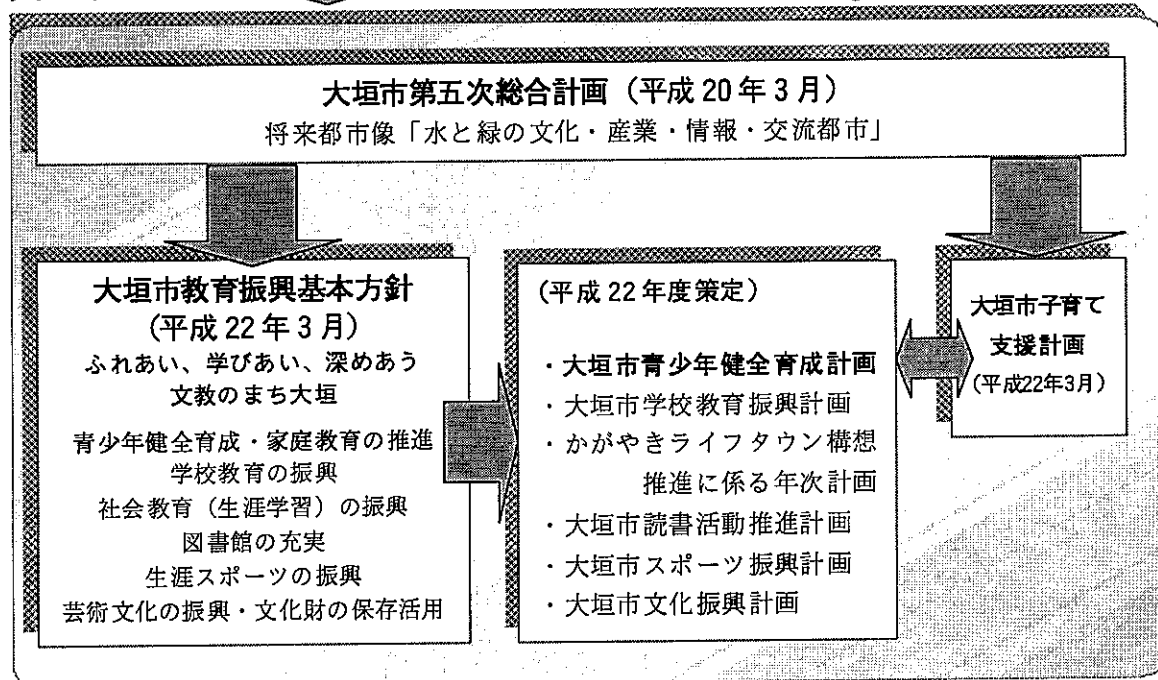 大垣市第五次総合計画（平成20年3月）
将来都市像「水と緑の文化・産業・情報・交流都市」
大垣市教育振興基本方針
（平成22年3月）
ふれあい、学びあい、深めあう
文教のまち大垣
青少年健全育成・家庭教育の推進
学校教育の振興
社会教育（生涯学習）の振興
図書館の充実
生涯スポーツの振興
芸術文化の振興・文化財の保存活用
（平成22年度策定）
・大垣市青少年健全育成計画
・大垣市学校教育振興計画
・かがやきライフタウン構想
推進に係る年次計画
・大垣市読書活動推進計画
・大垣市スポーツ振興計画
・大垣市文化振興計画
大垣市子育て
支援計画
（平成22年3月）